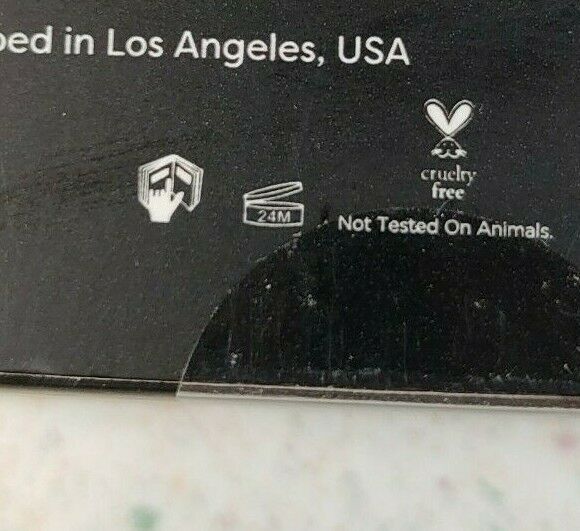 in Los Angeles, USA
cruelty
free
24M
Not Tested On Animals.